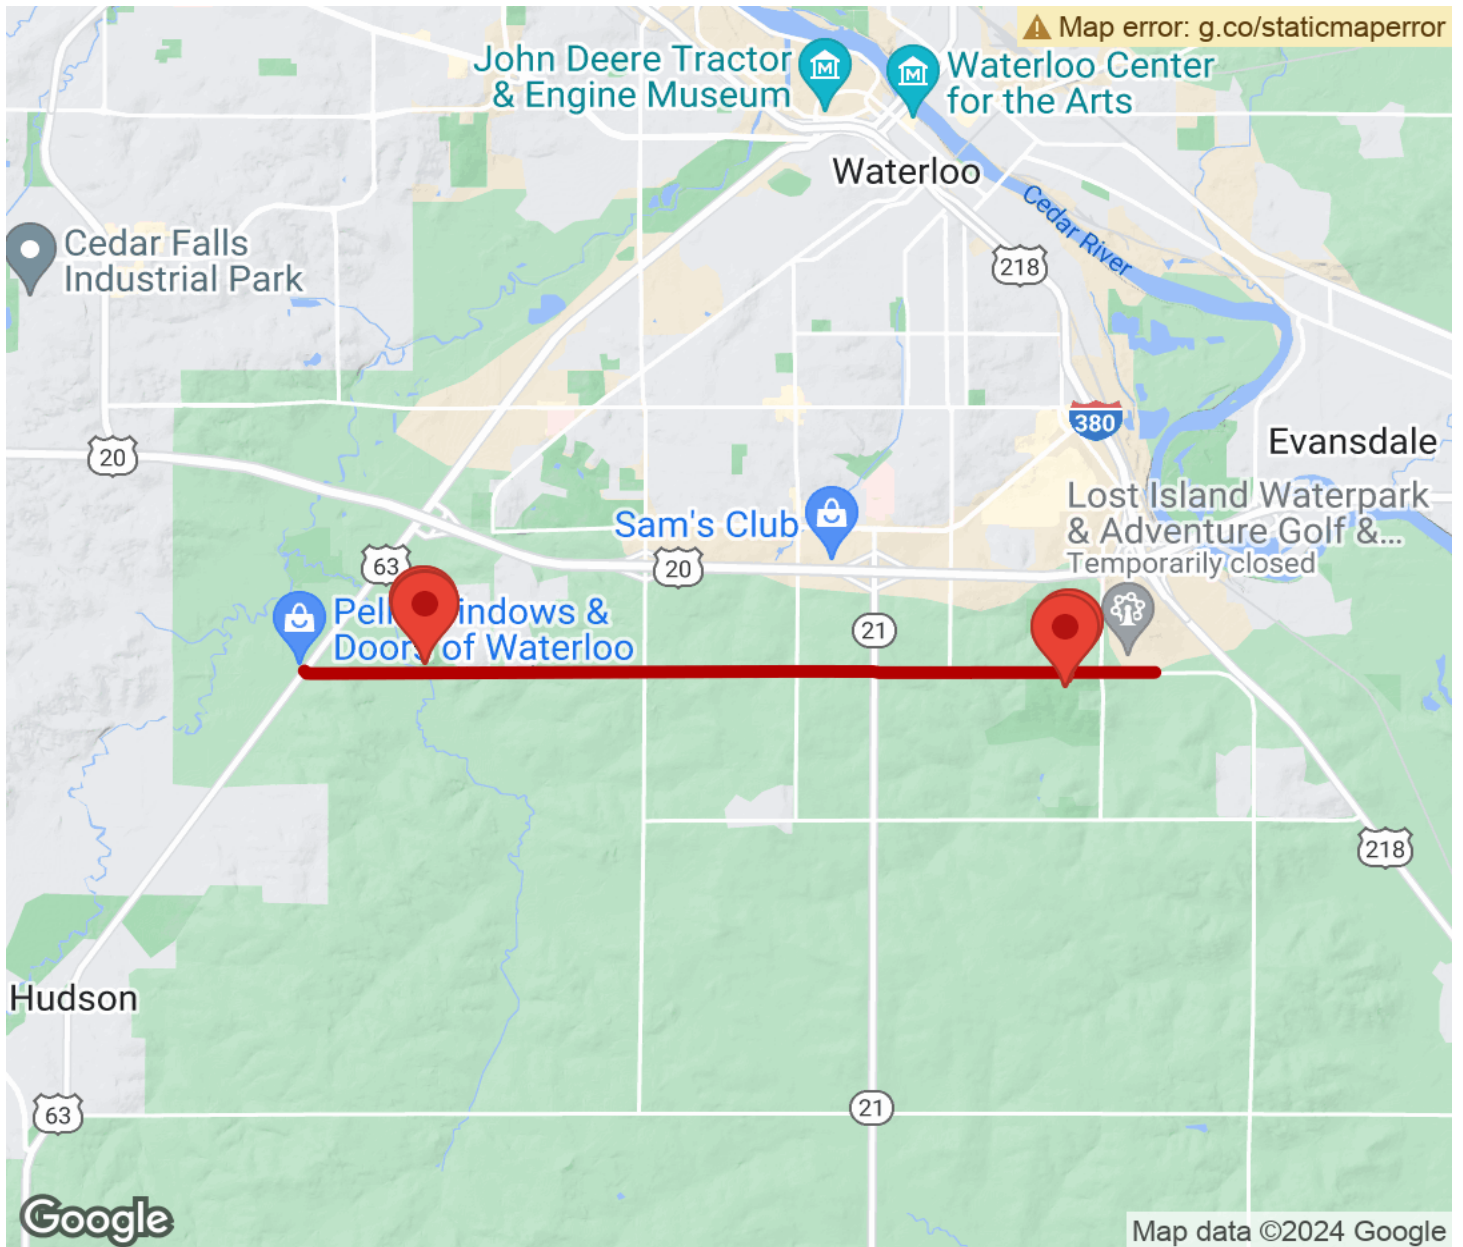 Map error: g.co/staticmaperror
John Deere Tractor
& Engine Museum
Waterloo Center
for the Arts
Waterloo
Cedar River
Cedar Falls
Industrial Park
218
380
Evansdale
20
Lost Island Waterpark
& Adventure Golf &...
Temporarily closed
Sam's Club
63
20
Pell indows &
Doors of Waterloo
21
218
Hudson
63
21
Google
Map data ©2024 Google